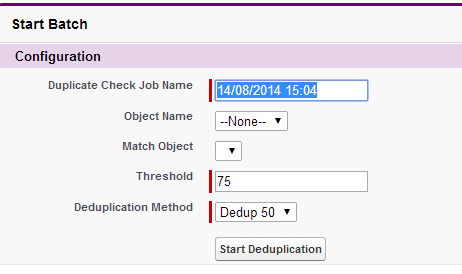 Start Batch
Configuration
Duplicate Check Job Name 14/08/2014 15:04
Object Name --None--
Match Object
Threshold 75
Deduplication Method Dedup 50
Start Deduplication